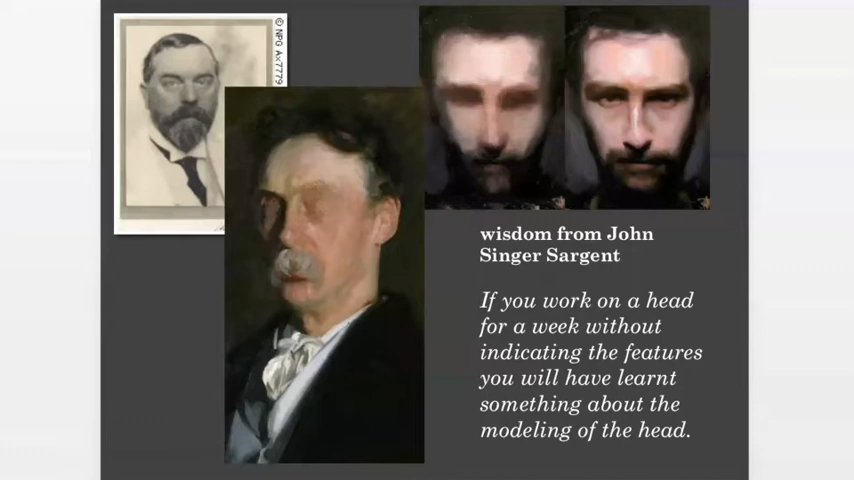 © NPG Ax7779
wisdom from John
Singer Sargent
If you work on a head
for a week without
indicating the features
you will have learnt
something about the
modeling of the head.